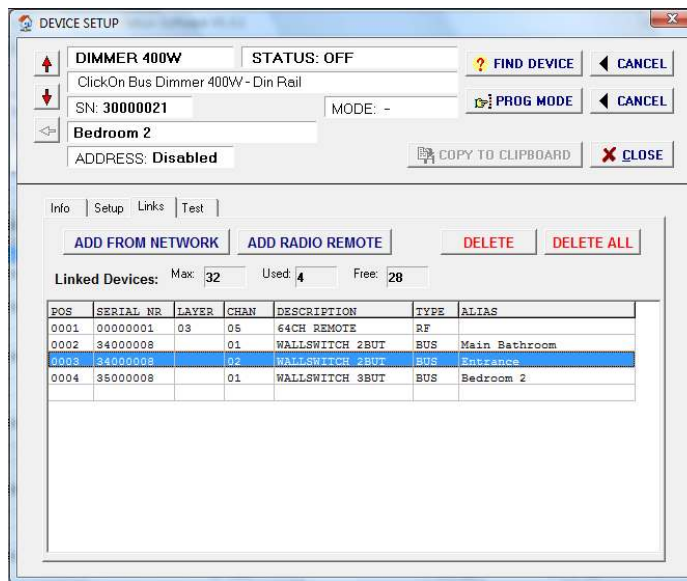 DEVICE SETUP
DIMMER 400W STATUS: OFF ? FIND DEVICE CANCEL
ClickOn Bus Dimmer 400W - Din Rail
SN: 30000021 MODE: - PROG MODE CANCEL
Bedroom 2
ADDRESS: Disabled COPY TO CLIPBOARD CLOSE
Info Setup Links Test
ADD FROM NETWORK ADD RADIO REMOTE DELETE DELETE ALL
Linked Devices: Max: 32 Used: 4 Free: 28
POS SERIAL NR LAYER CHAN DESCRIPTION TYPE ALIAS
0001 00000001 03 05 64CH REMOTE RF
0002 34000008 01 WALLSWITCH 2BUT BUS Main Bathroom
0003 34000008 02 WALLSWITCH 2BUT BUS Entrance
0004 35000008 01 WALLSWITCH 3BUT BUS Bedroom 2